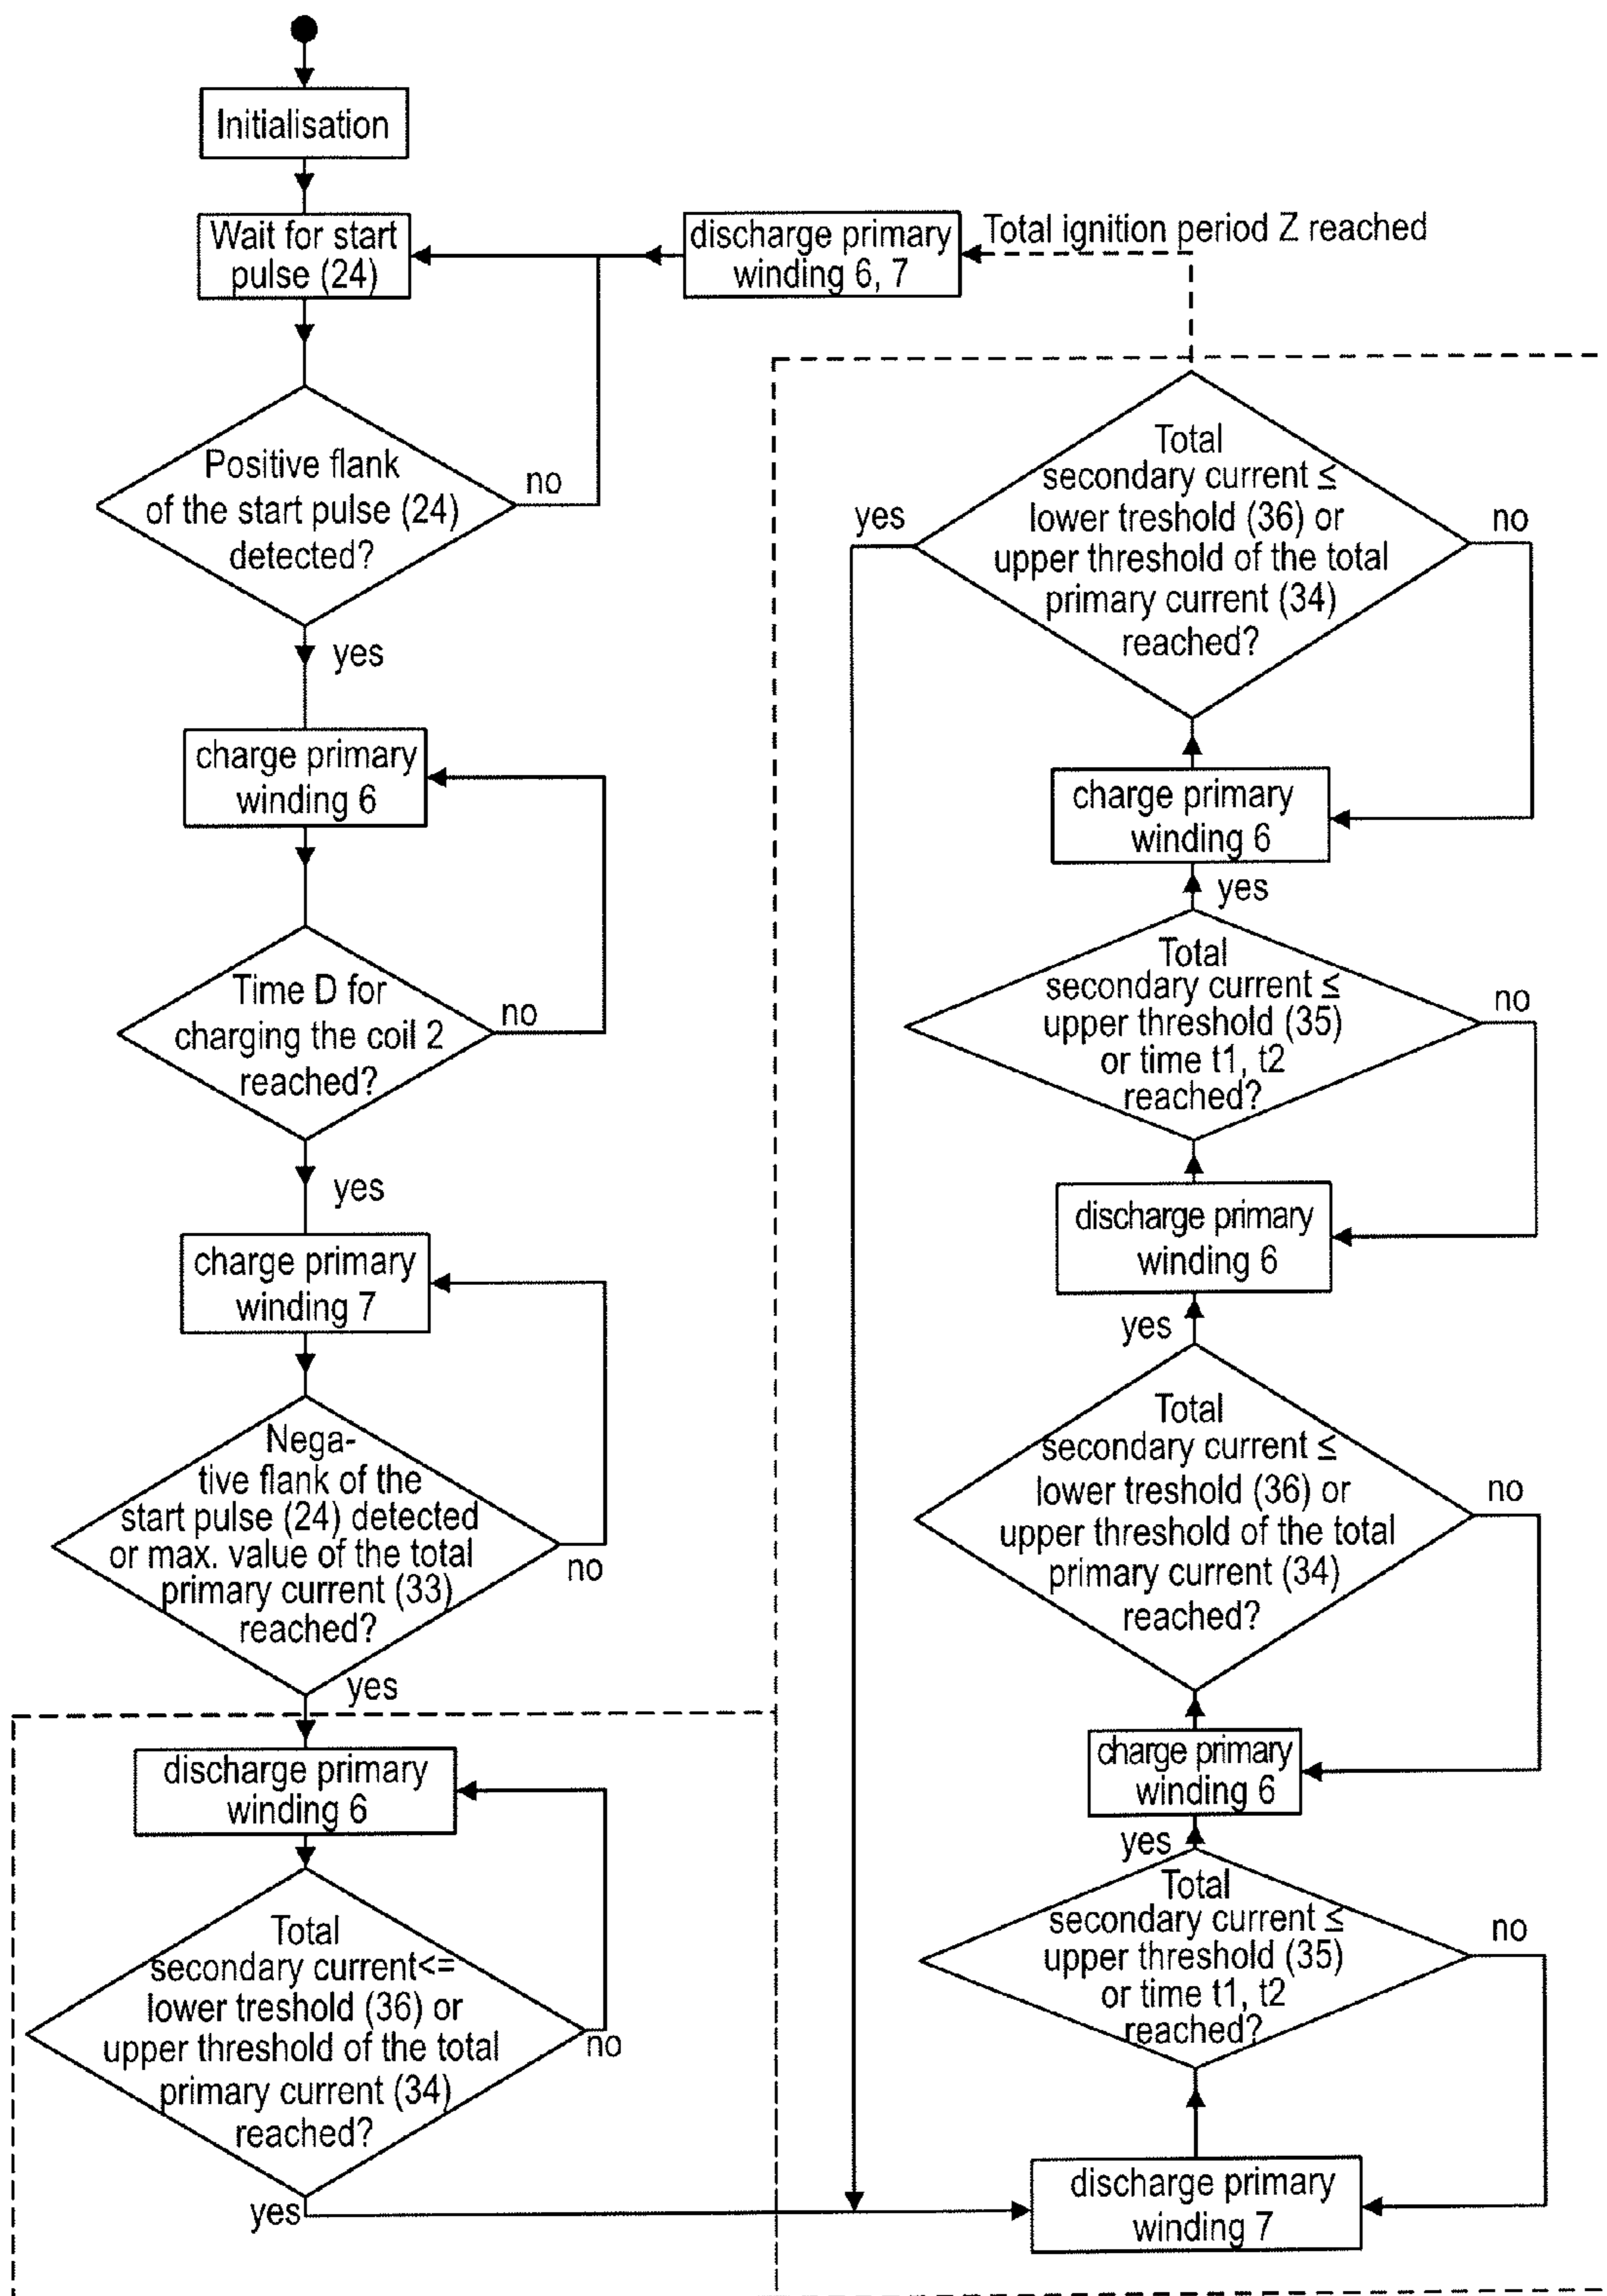 Initialisation
Wait for start
pulse (24)
discharge primary
winding 6, 7
Total ignition period Z reached
Positive flank
of the start pulse (24)
detected?
no
yes
charge primary
winding 6
Time D for
charging the coil 2
reached?
no
yes
charge primary
winding 7
Nega-
tive flank of the
start pulse (24) detected
or max. value of the total
primary current (33)
reached?
no
yes
discharge primary
winding 6
Total
secondary current<=
lower treshold (36) or
upper threshold of the total
primary current (34)
reached?
no
yes
Total
secondary current ≤
lower treshold (36) or
upper threshold of the total
primary current (34)
reached?
yes
no
charge primary
winding 6
yes
Total
secondary current ≤
upper threshold (35)
or time t1, t2
reached?
no
discharge primary
winding 6
yes
Total
secondary current ≤
lower treshold (36) or
upper threshold of the total
primary current (34)
reached?
no
charge primary
winding 6
yes
Total
secondary current ≤
upper threshold (35)
or time t1, t2
reached?
no
discharge primary
winding 7